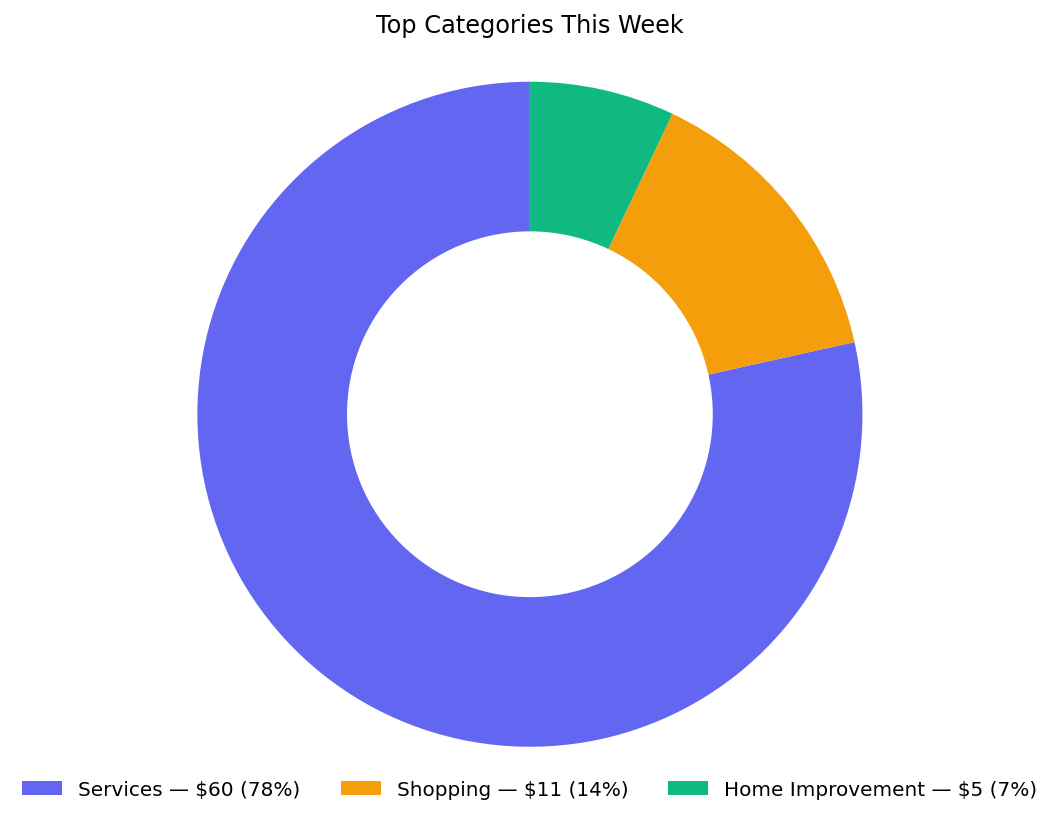 Top Categories This Week
Services — $60 (78%)
Shopping — $11 (14%)
Home Improvement — $5 (7%)